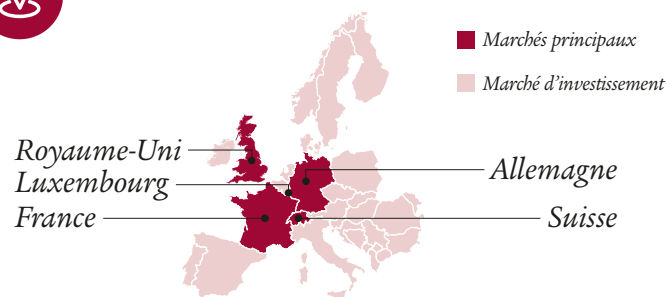 Marchés principaux
Marché d'investissement
Royaume-Uni
Luxembourg
France
Allemagne
Suisse